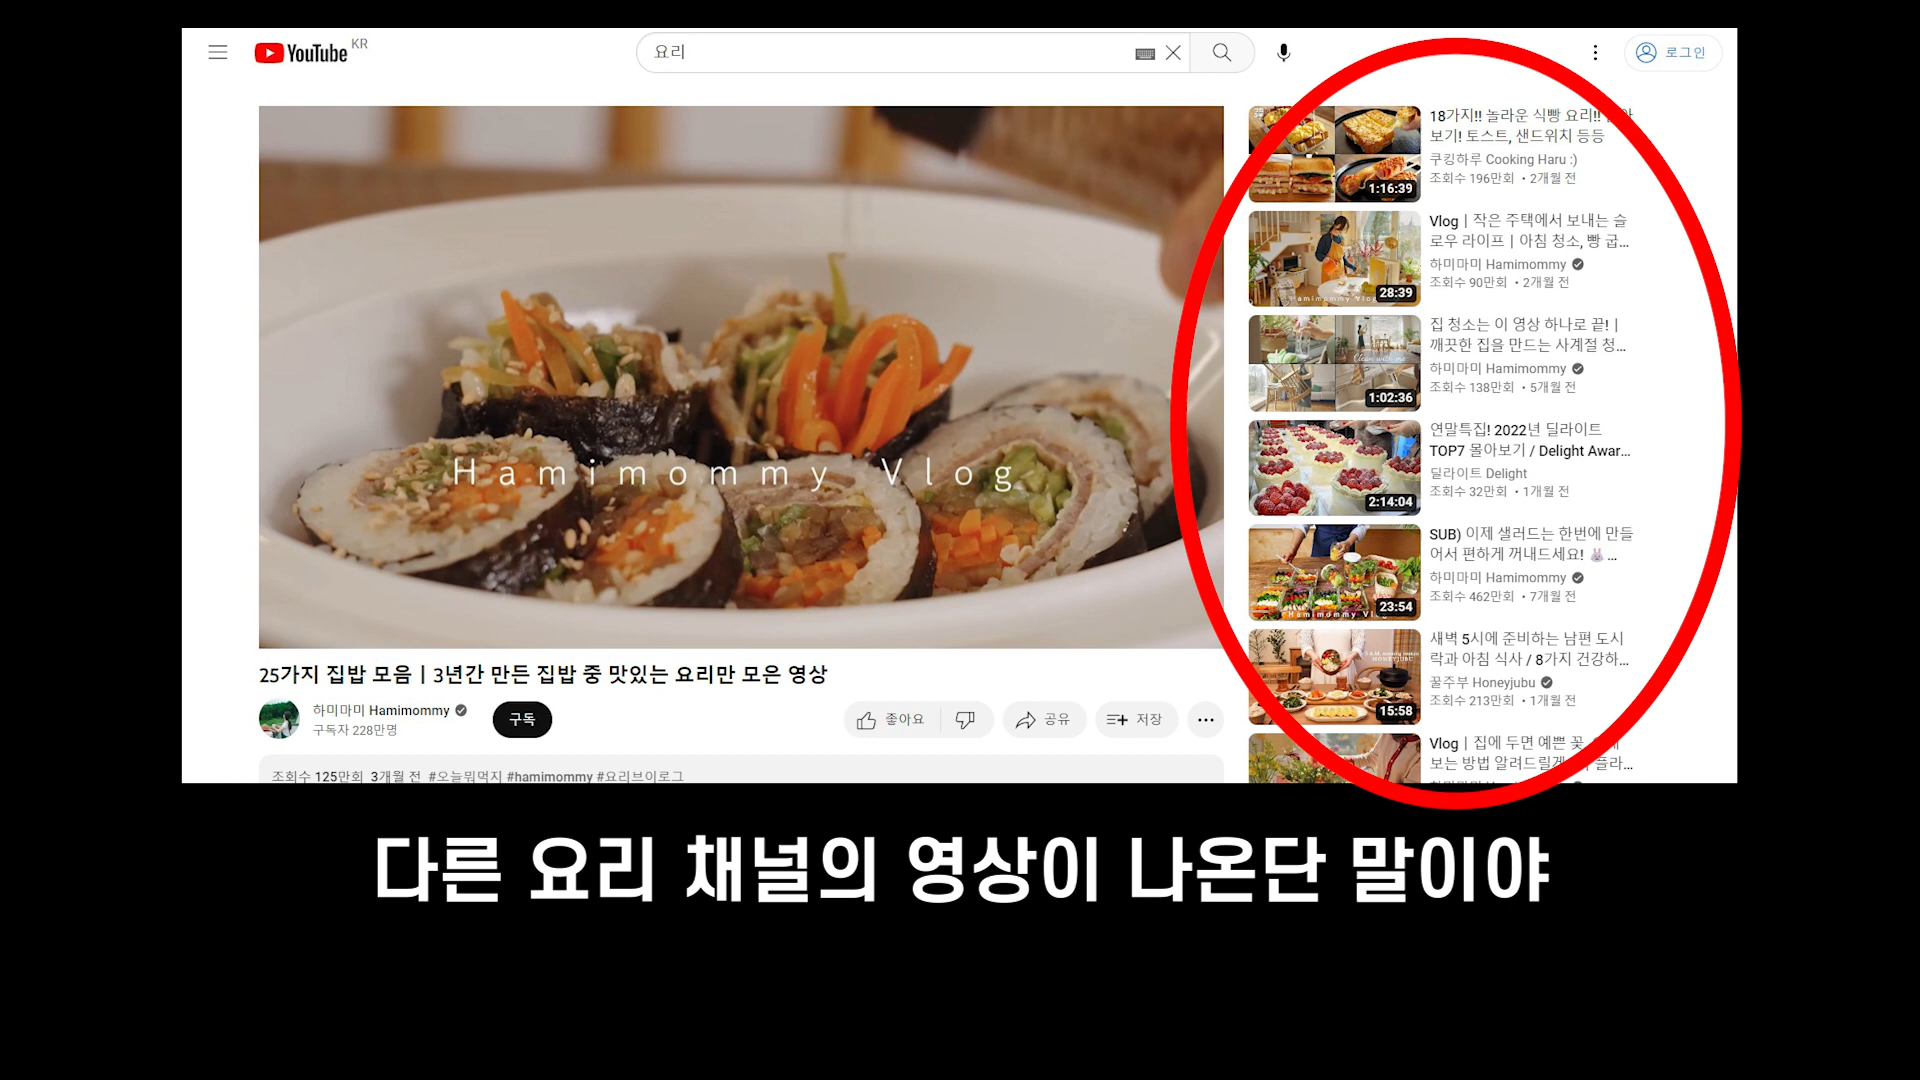 YouTube KR
요리
로그인
Hamimommy Vlog
25가지 집밥 모음 | 3년간 만든 집밥 중 맛있는 요리만 모은 영상
하미마미 Hamimommy
구독자 228만명
구독
좋아요
공유
저장
조회수 125만회 3개월 전 #오늘뭐먹지 #hamimommy #요리브이로그
18가지!! 놀라운 식빵 요리!!
보기! 토스트, 샌드위치 등등
쿠킹하루 Cooking Haru :)
조회수 196만회 • 2개월 전
1:16:39
Vlog | 작은 주택에서 보내는 슬
로우 라이프 | 아침 청소, 빵 굽...
하미마미 Hamimommy
조회수 90만회 • 2개월 전
Hamimommy Vlog
28:39
집 청소는 이 영상 하나로 끝! |
깨끗한 집을 만드는 사계절 청...
하미마미 Hamimommy
조회수 138만회 • 5개월 전
Clean with me
1:02:36
연말특집! 2022년 딜라이트
TOP7 몰아보기 / Delight Awar...
딜라이트 Delight
조회수 32만회 • 1개월 전
2:14:04
SUB) 이제 샐러드는 한번에 만들
어서 편하게 꺼내드세요! 🐰 ...
하미마미 Hamimommy
조회수 462만회 • 7개월 전
23:54
새벽 5시에 준비하는 남편 도시
락과 아침 식사 / 8가지 건강하...
꿀주부 Honeyjubu
조회수 213만회 • 1개월 전
HONEYJUBU
15:58
Vlog | 집에 두면 예쁜 꽃
보는 방법 알려드릴게 플라...
다른 요리 채널의 영상이 나온단 말이야